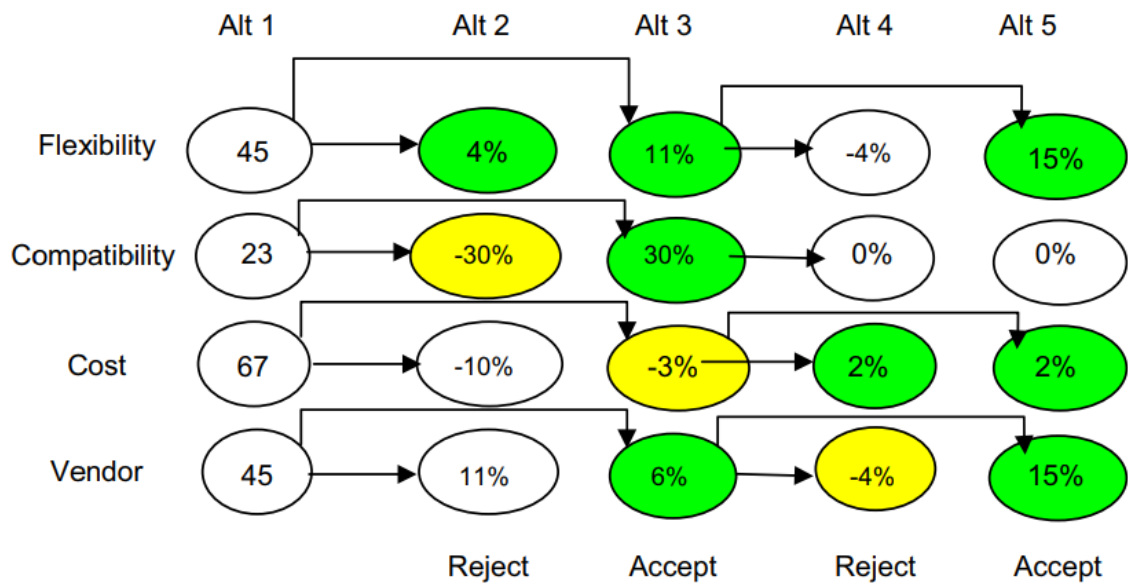 Alt 1 Alt 2 Alt 3 Alt 4 Alt 5
Flexibility 45 4% 11% -4% 15%
Compatibility 23 -30% 30% 0% 0%
Cost 67 -10% -3% 2% 2%
Vendor 45 11% 6% -4% 15%
Reject Accept Reject Accept